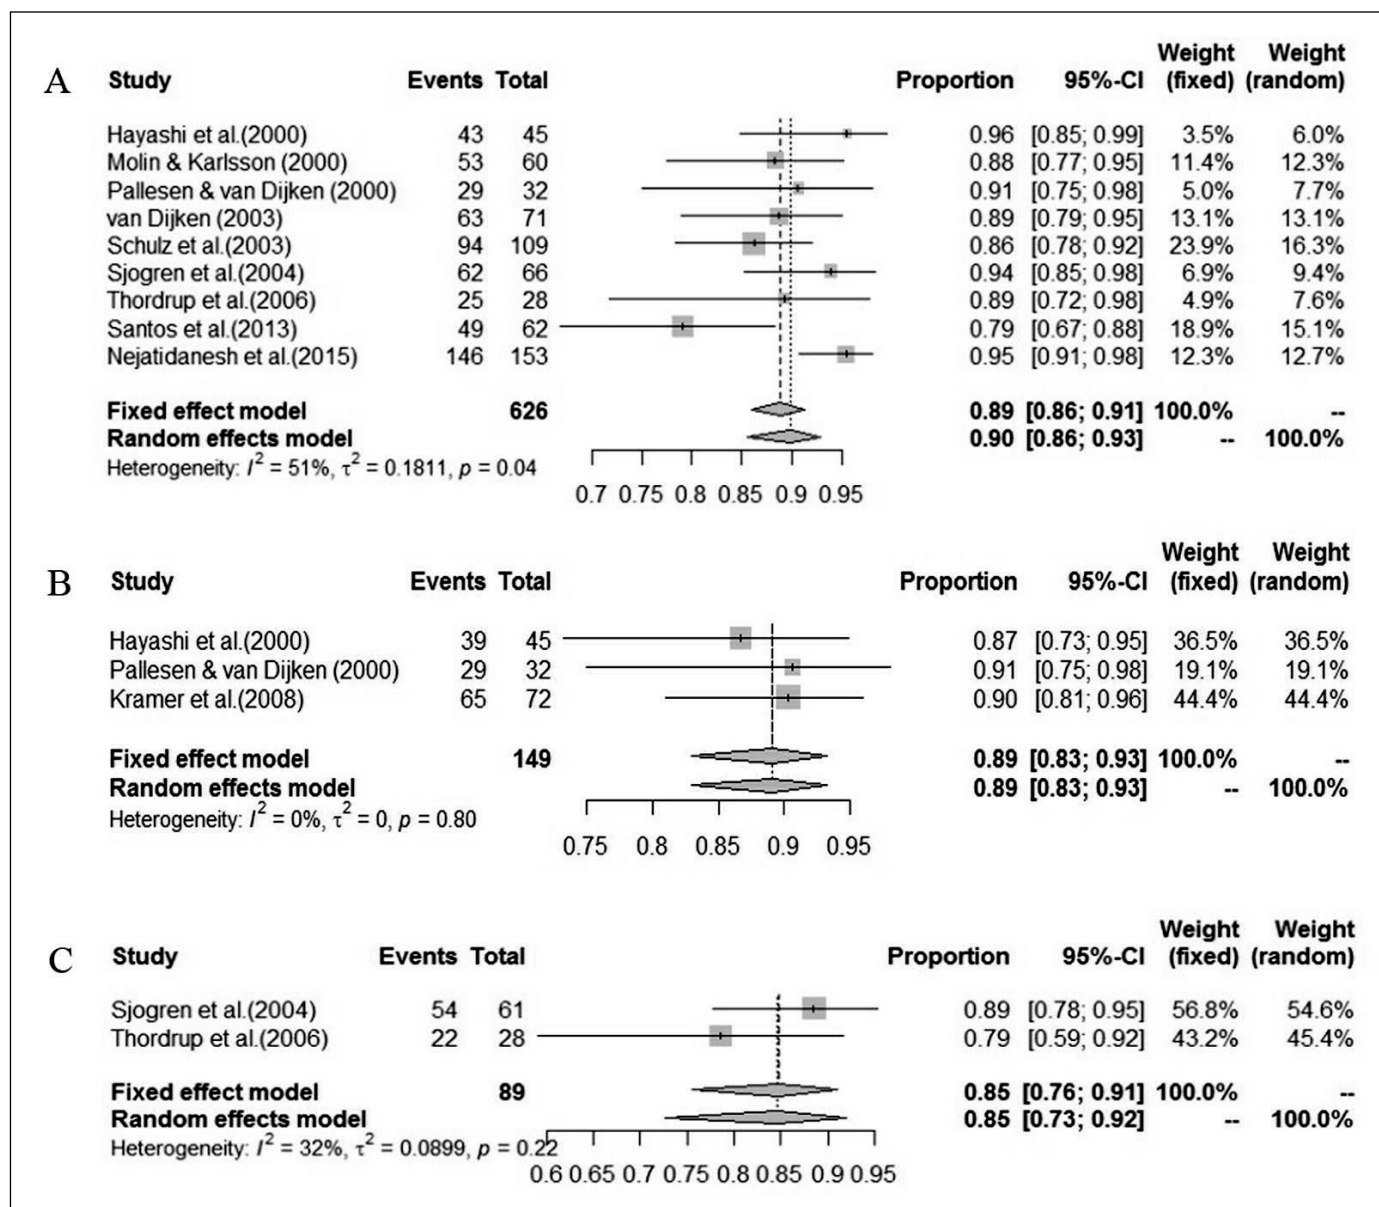 Weight Weight
A Study Events Total Proportion 95%-CI (fixed) (random)
Hayashi et al.(2000) 43 45 0.96 [0.85; 0.99] 3.5% 6.0%
Molin & Karlsson (2000) 53 60 0.88 [0.77; 0.95] 11.4% 12.3%
Pallesen & van Dijken (2000) 29 32 0.91 [0.75; 0.98] 5.0% 7.7%
van Dijken (2003) 63 71 0.89 [0.79; 0.95] 13.1% 13.1%
Schulz et al.(2003) 94 109 0.86 [0.78; 0.92] 23.9% 16.3%
Sjogren et al.(2004) 62 66 0.94 [0.85; 0.98] 6.9% 9.4%
Thordrup et al.(2006) 25 28 0.89 [0.72; 0.98] 4.9% 7.6%
Santos et al.(2013) 49 62 0.79 [0.67; 0.88] 18.9% 15.1%
Nejatidanesh et al.(2015) 146 153 0.95 [0.91; 0.98] 12.3% 12.7%
Fixed effect model 626 0.89 [0.86; 0.91] 100.0% --
Random effects model 0.90 [0.86; 0.93] -- 100.0%
Heterogeneity: I² = 51%, τ² = 0.1811, p = 0.04
0.7 0.75 0.8 0.85 0.9 0.95
Weight Weight
B Study Events Total Proportion 95%-CI (fixed) (random)
Hayashi et al.(2000) 39 45 0.87 [0.73; 0.95] 36.5% 36.5%
Pallesen & van Dijken (2000) 29 32 0.91 [0.75; 0.98] 19.1% 19.1%
Kramer et al.(2008) 65 72 0.90 [0.81; 0.96] 44.4% 44.4%
Fixed effect model 149 0.89 [0.83; 0.93] 100.0% --
Random effects model 0.89 [0.83; 0.93] -- 100.0%
Heterogeneity: I² = 0%, τ² = 0, p = 0.80
0.75 0.8 0.85 0.9 0.95
Weight Weight
C Study Events Total Proportion 95%-CI (fixed) (random)
Sjogren et al.(2004) 54 61 0.89 [0.78; 0.95] 56.8% 54.6%
Thordrup et al.(2006) 22 28 0.79 [0.59; 0.92] 43.2% 45.4%
Fixed effect model 89 0.85 [0.76; 0.91] 100.0% --
Random effects model 0.85 [0.73; 0.92] -- 100.0%
Heterogeneity: I² = 32%, τ² = 0.0899, p = 0.22
0.6 0.65 0.7 0.75 0.8 0.85 0.9 0.95